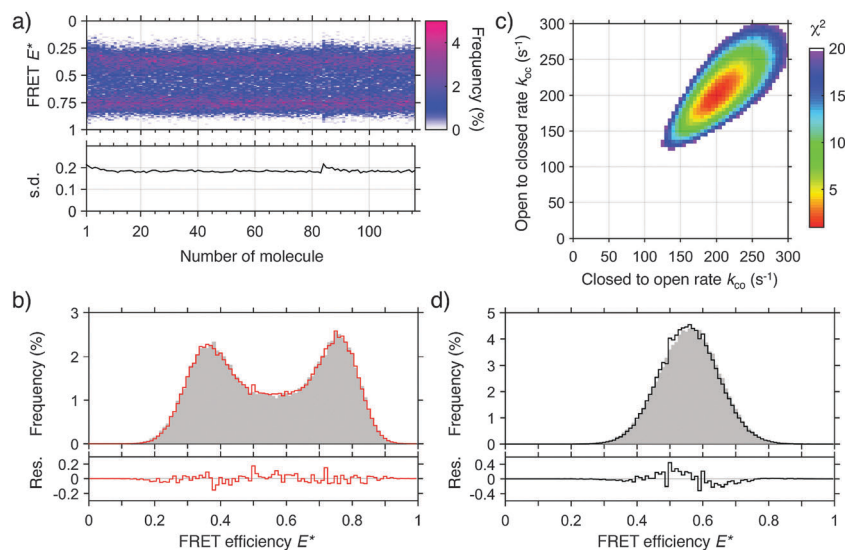 a)
FRET E*
0
0.25
0.5
0.75
1
4
2
0
Frequency (%)
s.d.
0.2
0.1
0
1 20 40 60 80 100
Number of molecule
b)
Frequency (%)
3
2
1
0
Res.
0.2
-0.2
0 0.2 0.4 0.6 0.8 1
FRET efficiency E*
c)
Open to closed rate koc (s-1)
300
250
200
150
100
50
0
0 50 100 150 200 250 300
Closed to open rate kco (s-1)
χ2
20
15
10
5
d)
Frequency (%)
5
4
3
2
1
0
Res.
0.4
-0.4
0 0.2 0.4 0.6 0.8 1
FRET efficiency E*